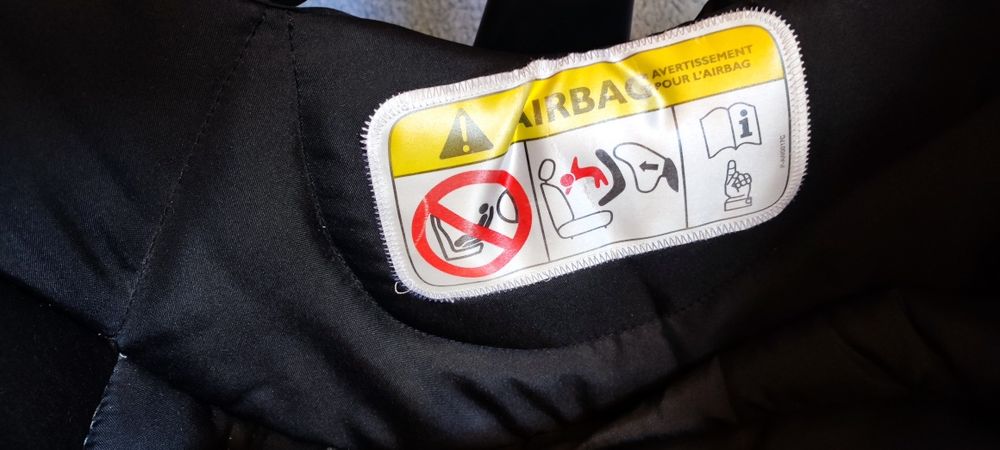 AIRBAG
AVERTISSEMENT
POUR L'AIRBAG
i